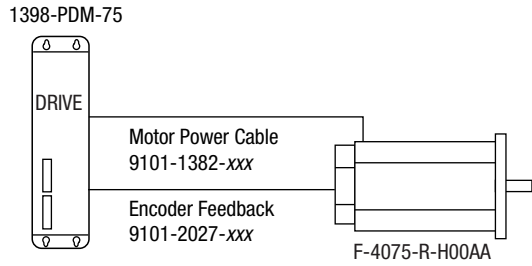 1398-PDM-75
DRIVE
Motor Power Cable
9101-1382-xxx
Encoder Feedback
9101-2027-xxx
F-4075-R-H00AA